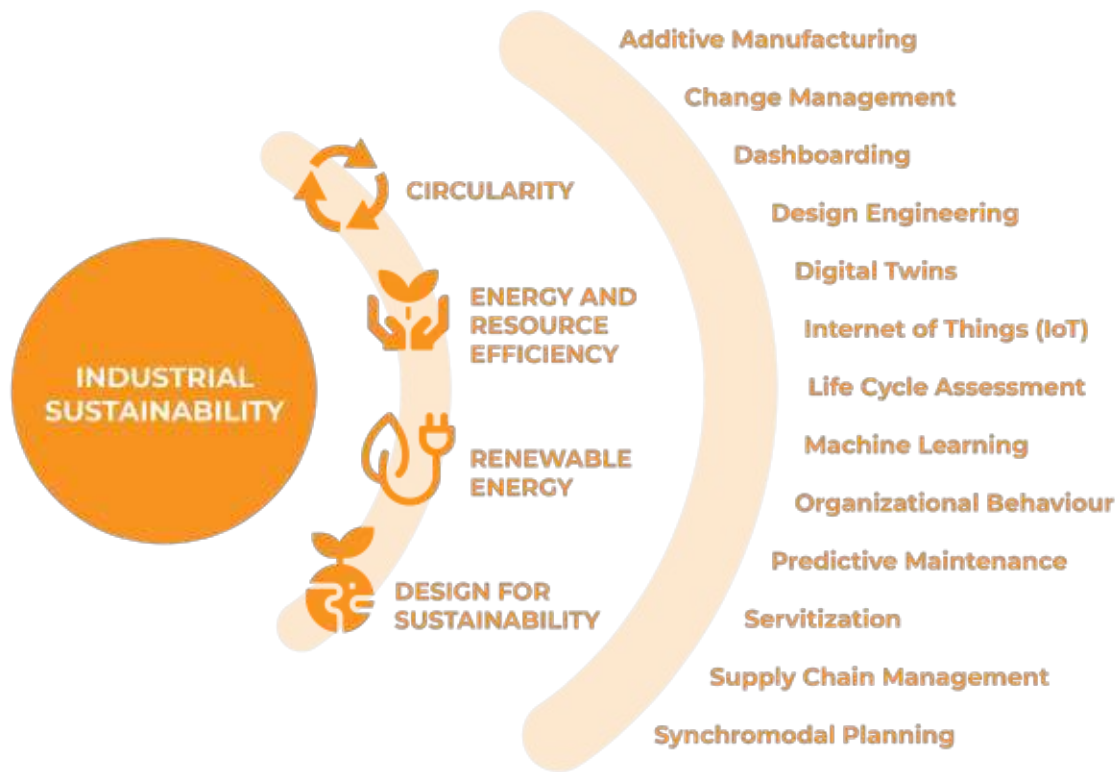 INDUSTRIAL
SUSTAINABILITY
CIRCULARITY
ENERGY AND
RESOURCE
EFFICIENCY
RENEWABLE
ENERGY
DESIGN FOR
SUSTAINABILITY
Additive Manufacturing
Change Management
Dashboarding
Design Engineering
Digital Twins
Internet of Things (IoT)
Life Cycle Assessment
Machine Learning
Organizational Behaviour
Predictive Maintenance
Servitization
Supply Chain Management
Synchromodal Planning